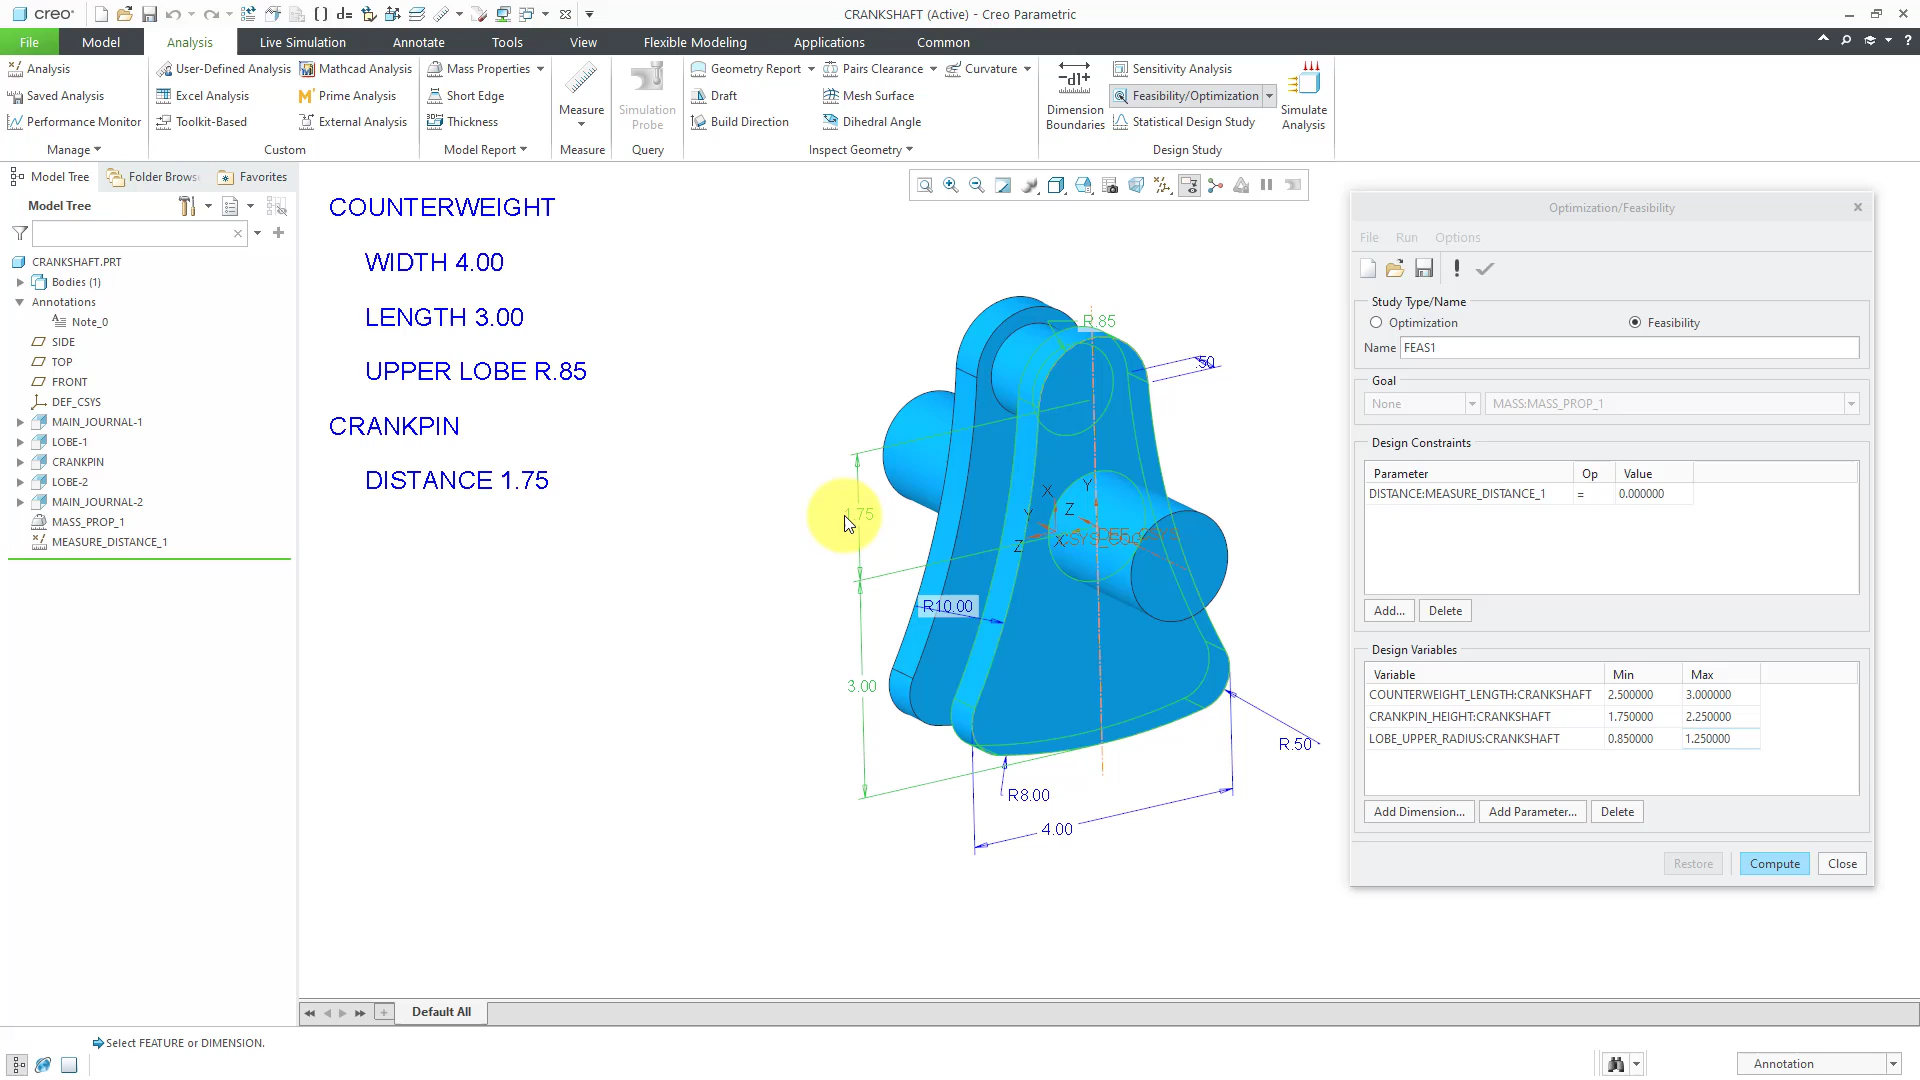 creo
CRANKSHAFT (Active) - Creo Parametric
File
Model
Analysis
Live Simulation
Annotate
Tools
View
Flexible Modeling
Applications
Common
Analysis
Saved Analysis
Performance Monitor
Manage
User-Defined Analysis
Excel Analysis
Toolkit-Based
Mathcad Analysis
Prime Analysis
External Analysis
Custom
Mass Properties
Short Edge
Thickness
Model Report
Measure
Measure
Simulation
Probe
Query
Geometry Report
Draft
Build Direction
Pairs Clearance
Mesh Surface
Dihedral Angle
Curvature
Inspect Geometry
Dimension
Boundaries
Sensitivity Analysis
Feasibility/Optimization
Statistical Design Study
Simulate
Analysis
Design Study
Model Tree
Folder Brows
Favorites
Model Tree
CRANKSHAFT.PRT
Bodies (1)
Annotations
Note_0
SIDE
TOP
FRONT
DEF_CSYS
MAIN_JOURNAL-1
LOBE-1
CRANKPIN
LOBE-2
MAIN_JOURNAL-2
MASS_PROP_1
MEASURE_DISTANCE_1
COUNTERWEIGHT
WIDTH 4.00
LENGTH 3.00
UPPER LOBE R.85
CRANKPIN
DISTANCE 1.75
R.85
.50
1.75
X
Y
Z
Y
Z
X
R10.00
3.00
R.50
R8.00
4.00
Optimization/Feasibility
File
Run
Options
Study Type/Name
Optimization
Feasibility
Name
FEAS1
Goal
None
MASS:MASS_PROP_1
Design Constraints
Parameter
Op
Value
DISTANCE:MEASURE_DISTANCE_1
=
0.000000
Add...
Delete
Design Variables
Variable
Min
Max
COUNTERWEIGHT_LENGTH:CRANKSHAFT
2.500000
3.000000
CRANKPIN_HEIGHT:CRANKSHAFT
1.750000
2.250000
LOBE_UPPER_RADIUS:CRANKSHAFT
0.850000
1.250000
Add Dimension...
Add Parameter...
Delete
Restore
Compute
Close
Default All
Select FEATURE or DIMENSION.
Annotation